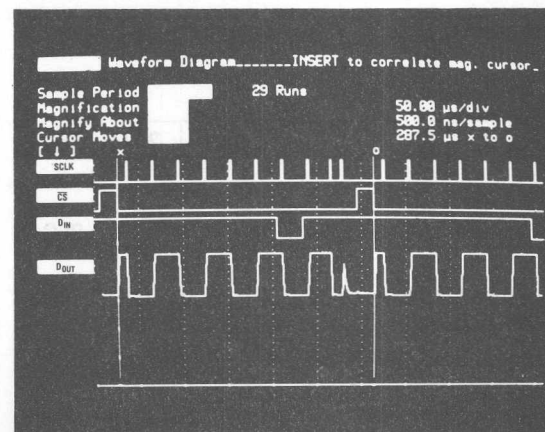 Waveform Diagram_______INSERT to correlate mag. cursor_
Sample Period 29 Runs
Magnification 50.00 µs/div
Magnify About 500.0 ns/sample
Cursor Moves 287.5 µs x to o
[ ↓ ] x o
SCLK
CS
DIN
DOUT